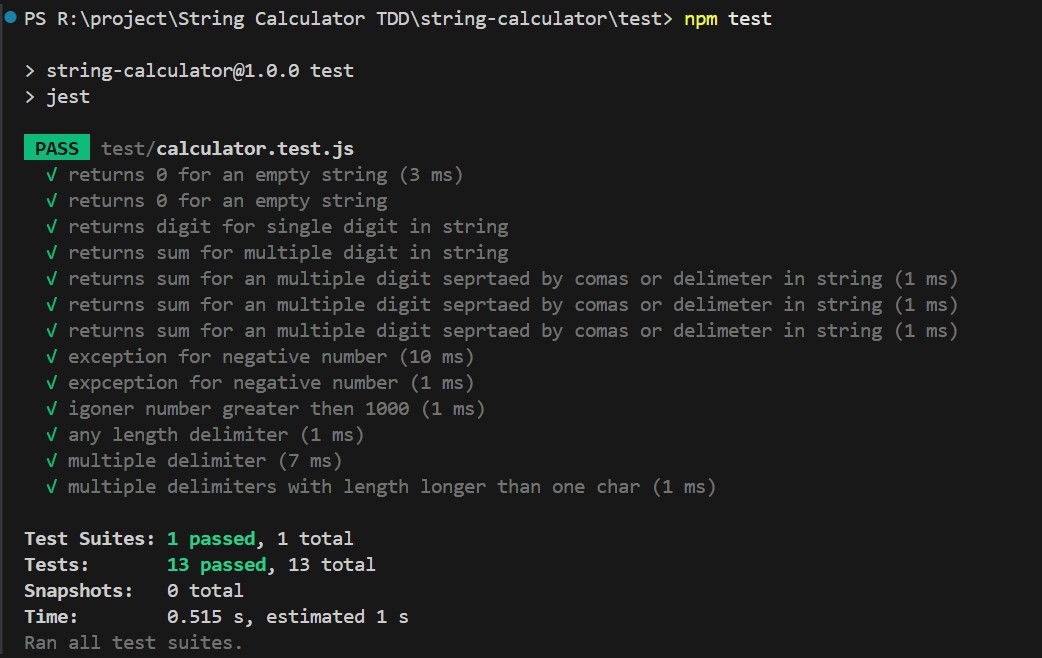 PS R:\project\String Calculator TDD\string-calculator\test> npm test
> string-calculator@1.0.0 test
> jest
PASS test/calculator.test.js
√ returns 0 for an empty string (3 ms)
√ returns 0 for an empty string
√ returns digit for single digit in string
√ returns sum for multiple digit in string
√ returns sum for an multiple digit seprtaed by comas or delimeter in string (1 ms)
√ returns sum for an multiple digit seprtaed by comas or delimeter in string (1 ms)
√ returns sum for an multiple digit seprtaed by comas or delimeter in string (1 ms)
√ exception for negative number (10 ms)
√ expception for negative number (1 ms)
√ igoner number greater then 1000 (1 ms)
√ any length delimiter (1 ms)
√ multiple delimiter (7 ms)
√ multiple delimiters with length longer than one char (1 ms)
Test Suites: 1 passed, 1 total
Tests: 13 passed, 13 total
Snapshots: 0 total
Time: 0.515 s, estimated 1 s
Ran all test suites.